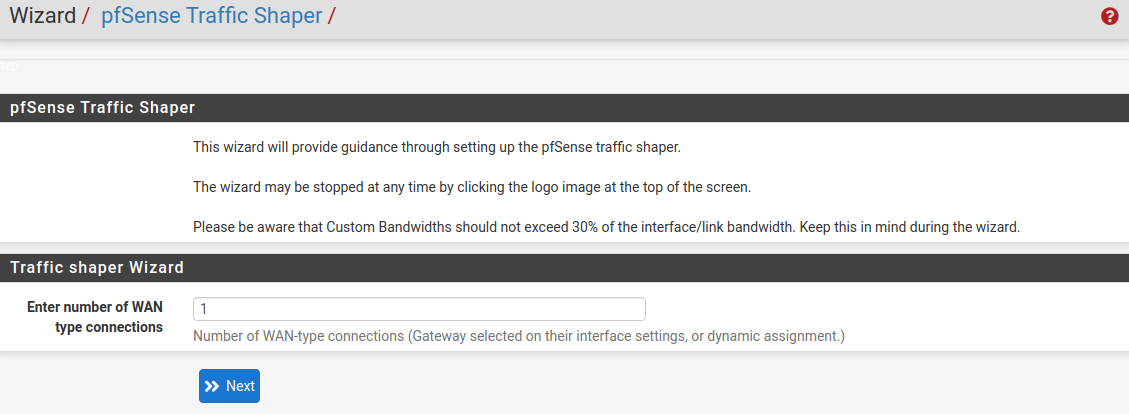 Wizard / pfSense Traffic Shaper /
Step
pfSense Traffic Shaper
This wizard will provide guidance through setting up the pfSense traffic shaper.
The wizard may be stopped at any time by clicking the logo image at the top of the screen.
Please be aware that Custom Bandwidths should not exceed 30% of the interface/link bandwidth. Keep this in mind during the wizard.
Traffic shaper Wizard
Enter number of WAN
type connections
1
Number of WAN-type connections (Gateway selected on their interface settings, or dynamic assignment.)
Next